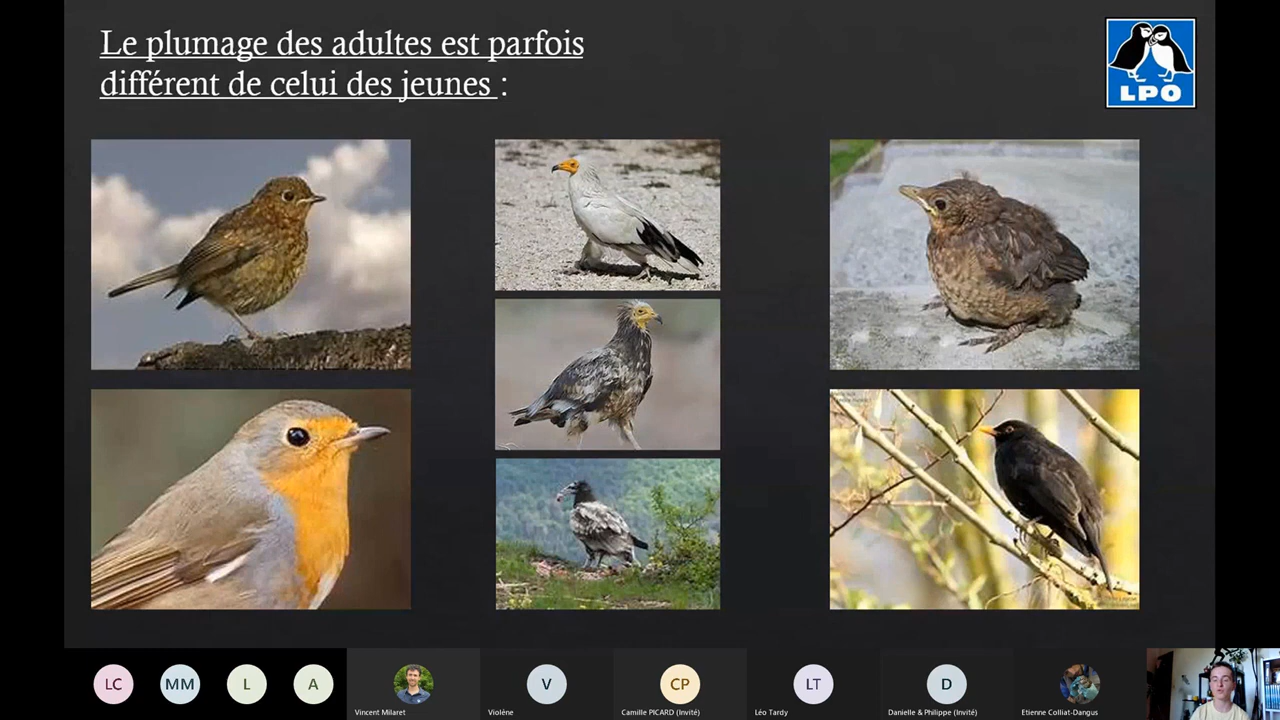 Le plumage des adultes est parfois
différent de celui des jeunes :
LPO
LC
MM
L
A
V
CP
LT
D
Vincent Milaret
Violène
Camille PICARD (Invité)
Léo Tardy
Danielle & Philippe (Invité)
Etienne Colliat-Dangus